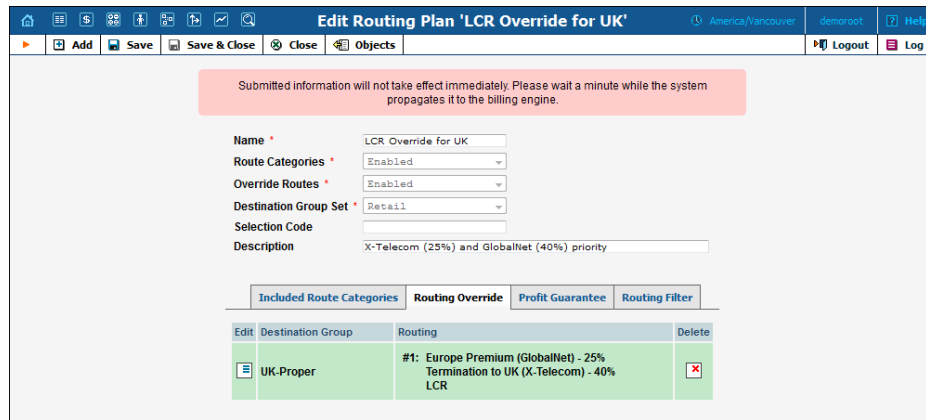 Edit Routing Plan 'LCR Override for UK'
America/Vancouver
demoroot
Help
Add
Save
Save & Close
Close
Objects
Logout
Log
Submitted information will not take effect immediately. Please wait a minute while the system
propagates it to the billing engine.
Name * LCR Override for UK
Route Categories * Enabled
Override Routes * Enabled
Destination Group Set * Retail
Selection Code
Description X-Telecom (25%) and GlobalNet (40%) priority
Included Route Categories Routing Override Profit Guarantee Routing Filter
Edit Destination Group Routing Delete
UK-Proper
#1: Europe Premium (GlobalNet) - 25%
Termination to UK (X-Telecom) - 40%
LCR